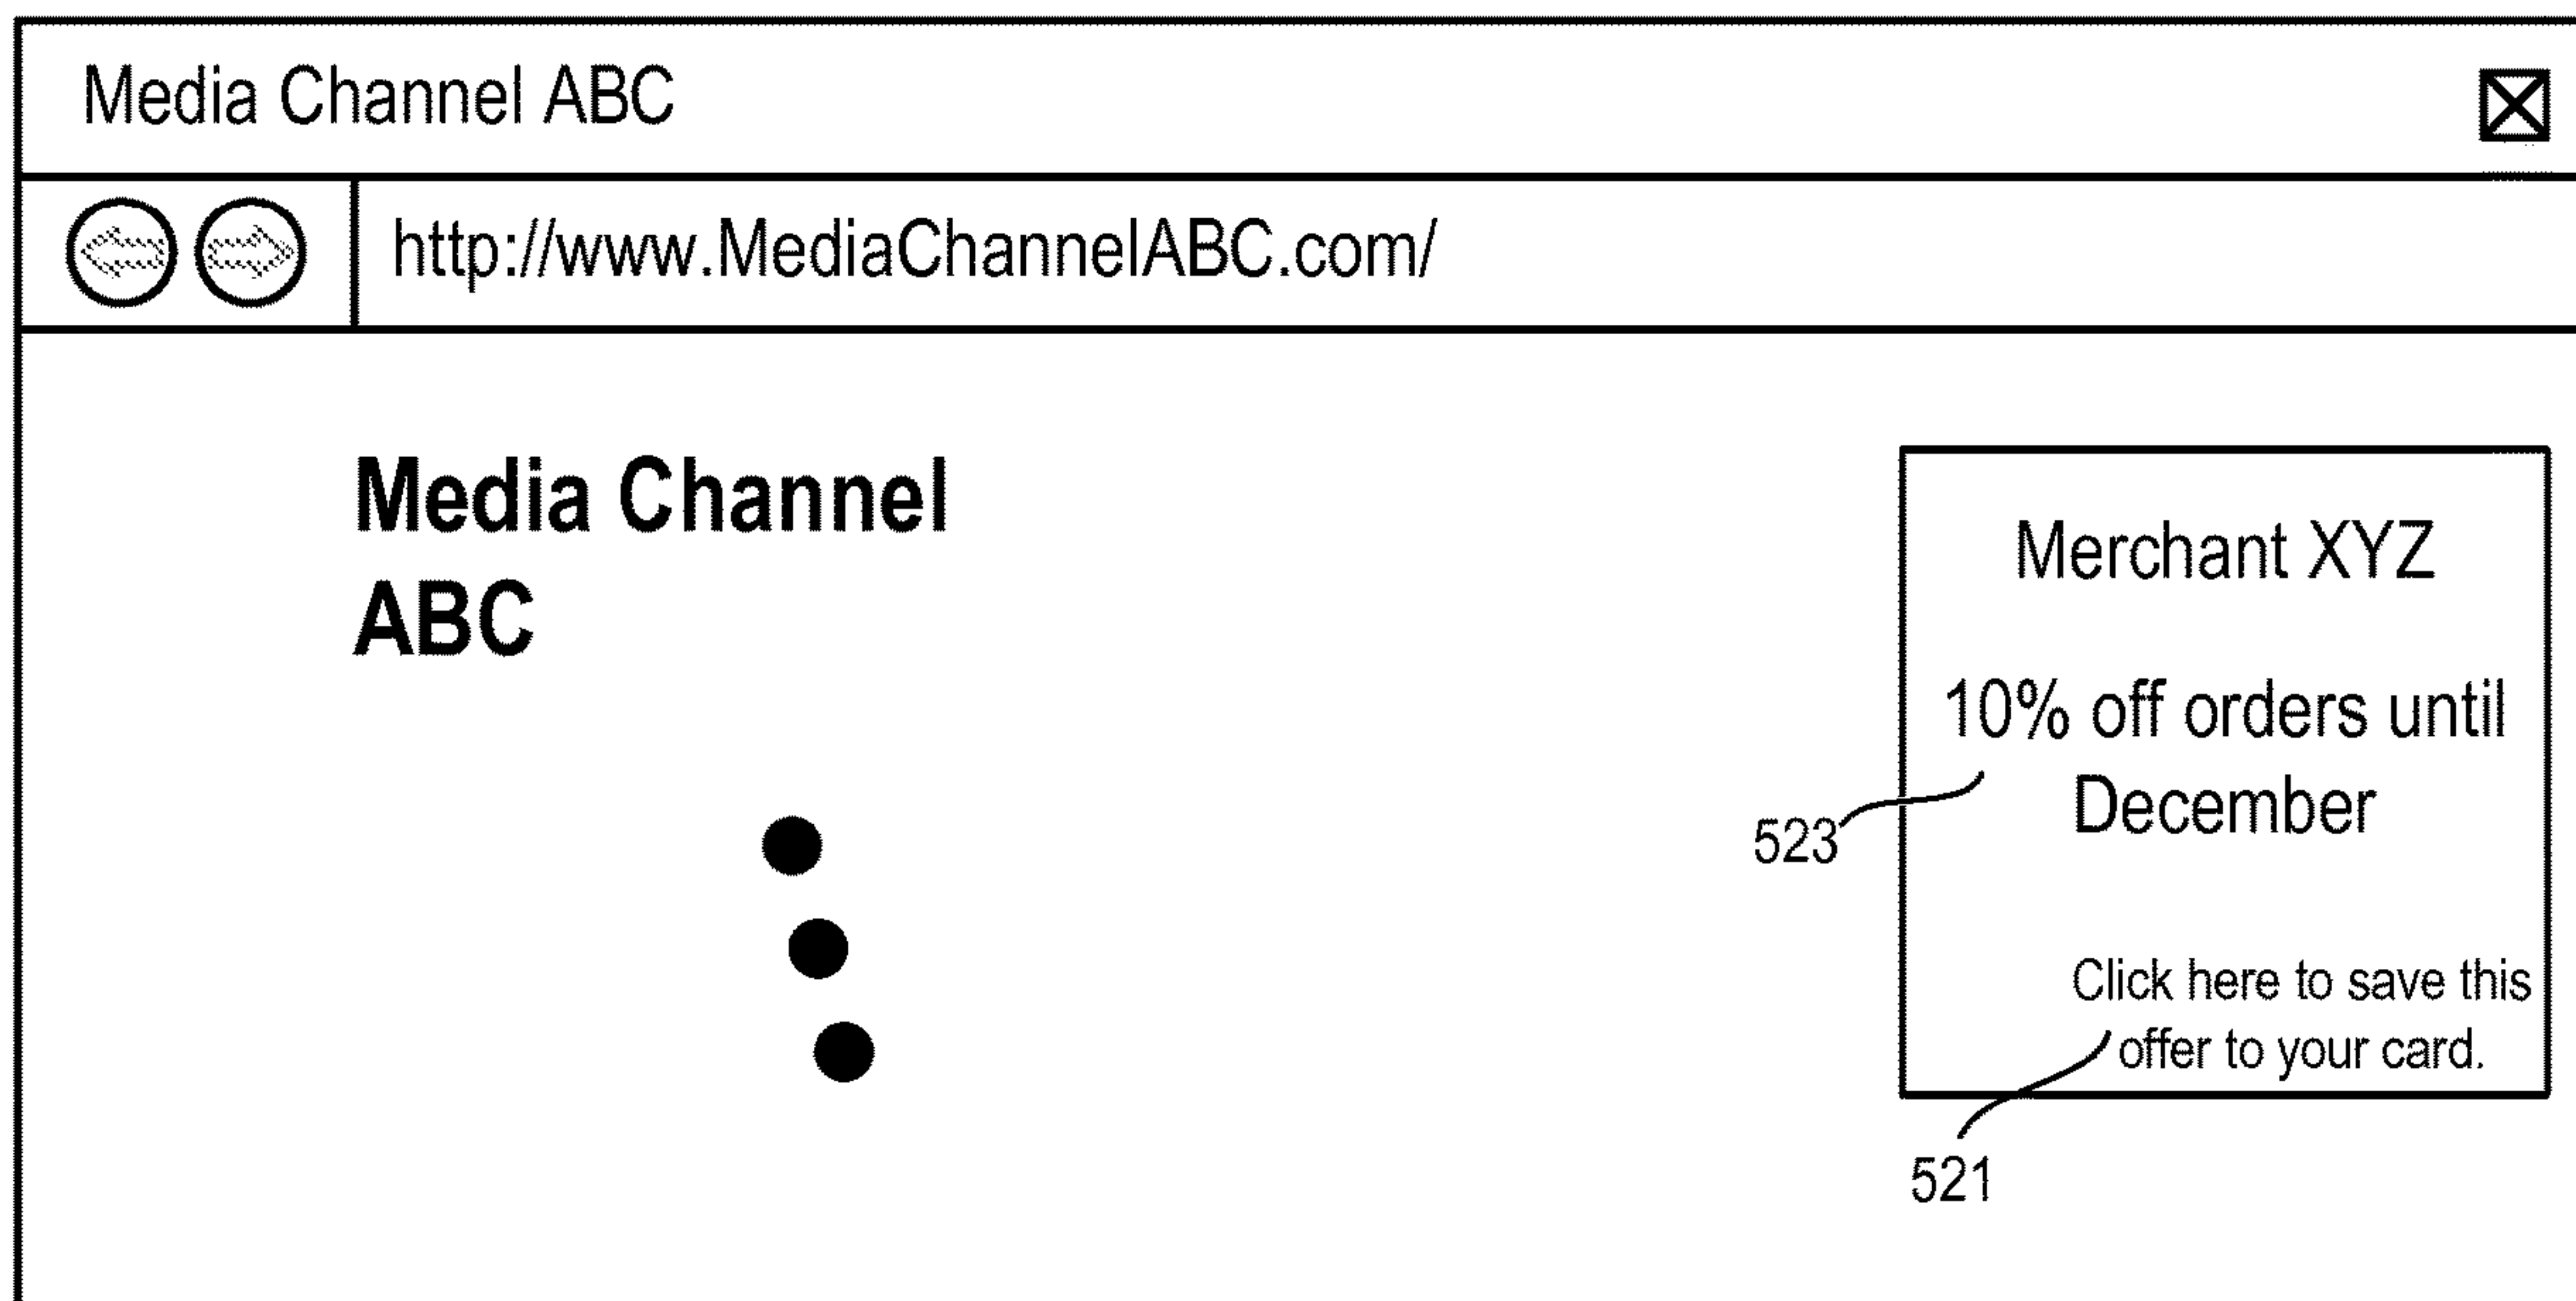 Media Channel ABC
http://www.MediaChannelABC.com/
Media Channel
ABC
Merchant XYZ
10% off orders until
December
523
Click here to save this
offer to your card.
521